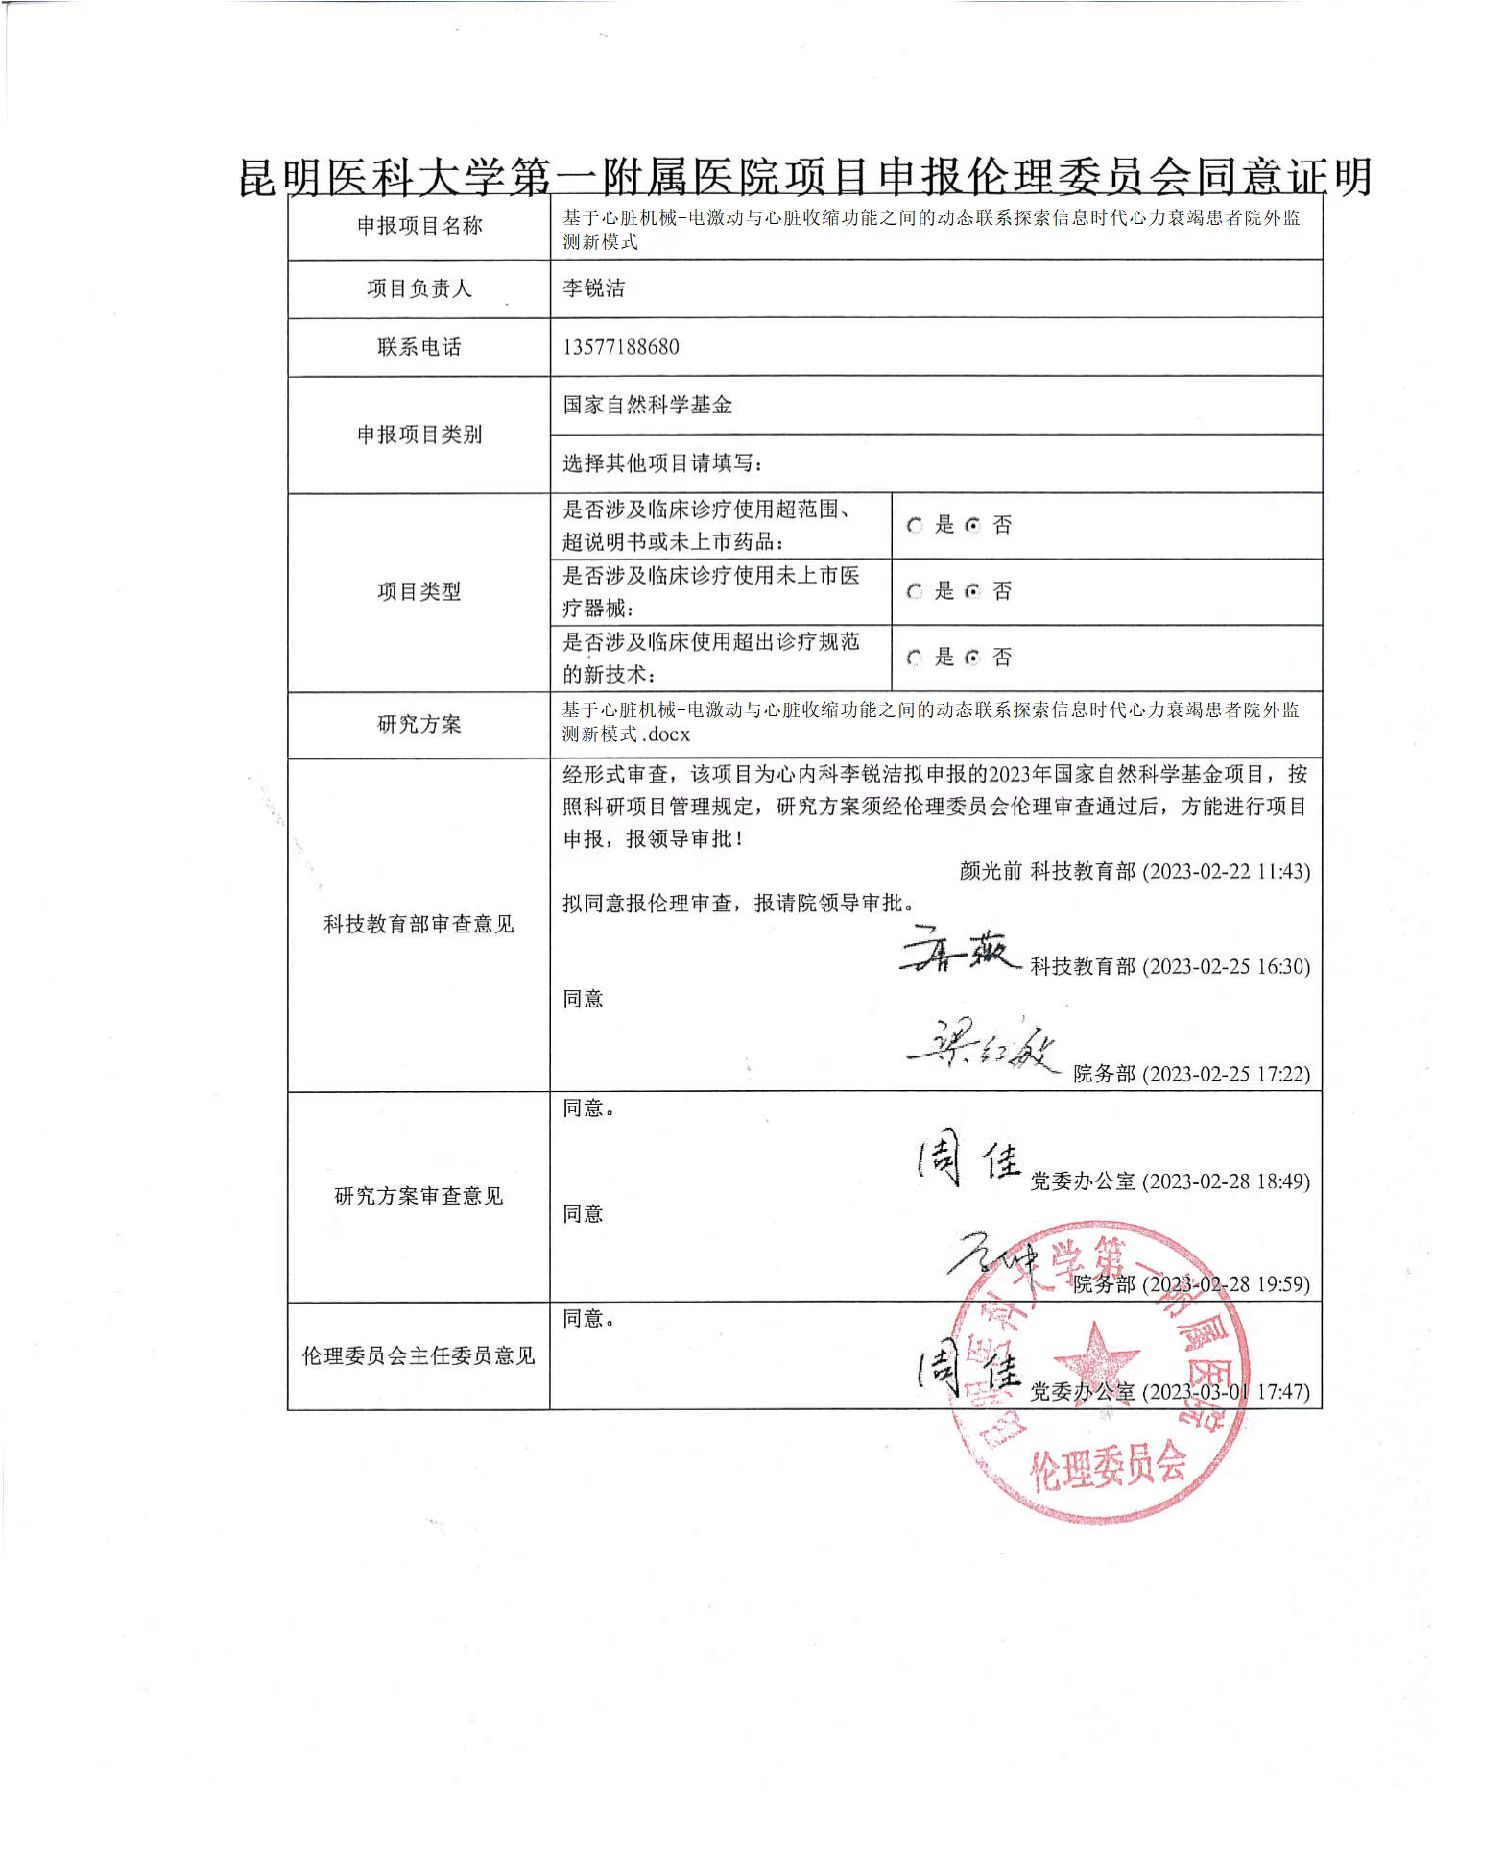 昆明医科大学第一附属医院项目申报伦理委员会同意证明
申报项目名称
基于心脏机械-电激动与心脏收缩功能之间的动态联系探索信息时代心力衰竭患者院外监
测新模式
项目负责人
李锐洁
联系电话
13577188680
申报项目类别
国家自然科学基金
选择其他项目请填写：
项目类型
是否涉及临床诊疗使用超范围、
超说明书或未上市药品：
是 否
是否涉及临床诊疗使用未上市医
疗器械：
是 否
是否涉及临床使用超出诊疗规范
的新技术：
是 否
研究方案
基于心脏机械-电激动与心脏收缩功能之间的动态联系探索信息时代心力衰竭患者院外监
测新模式.docx
科技教育部审查意见
经形式审查，该项目为心内科李锐洁拟申报的2023年国家自然科学基金项目，按
照科研项目管理规定，研究方案须经伦理委员会伦理审查通过后，方能进行项目
申报，报领导审批！
颜光前 科技教育部 (2023-02-22 11:43)
拟同意报伦理审查，报请院领导审批。
科技教育部 (2023-02-25 16:30)
同意
梁红敏 院务部 (2023-02-25 17:22)
研究方案审查意见
同意。
周佳 党委办公室 (2023-02-28 18:49)
同意
院务部 (2023-02-28 19:59)
伦理委员会主任委员意见
同意。
周佳 党委办公室 (2023-03-01 17:47)
昆明医科大学第一附属医院
伦理委员会